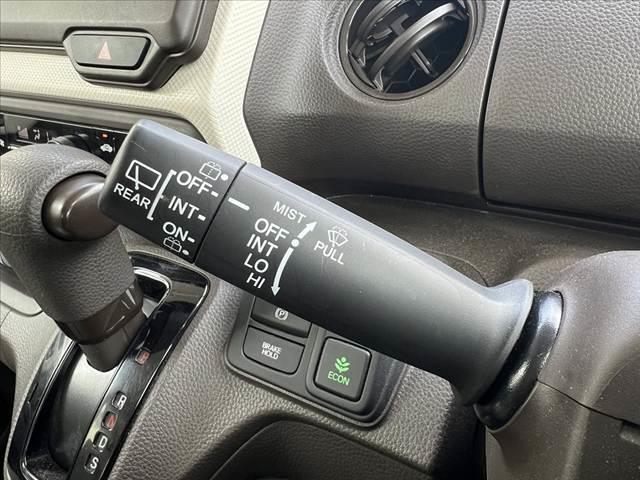 REAR
OFF
INT
ON
MIST
OFF
INT
LO
HI
PULL
P
BRAKE
HOLD
ECON
R
D
S